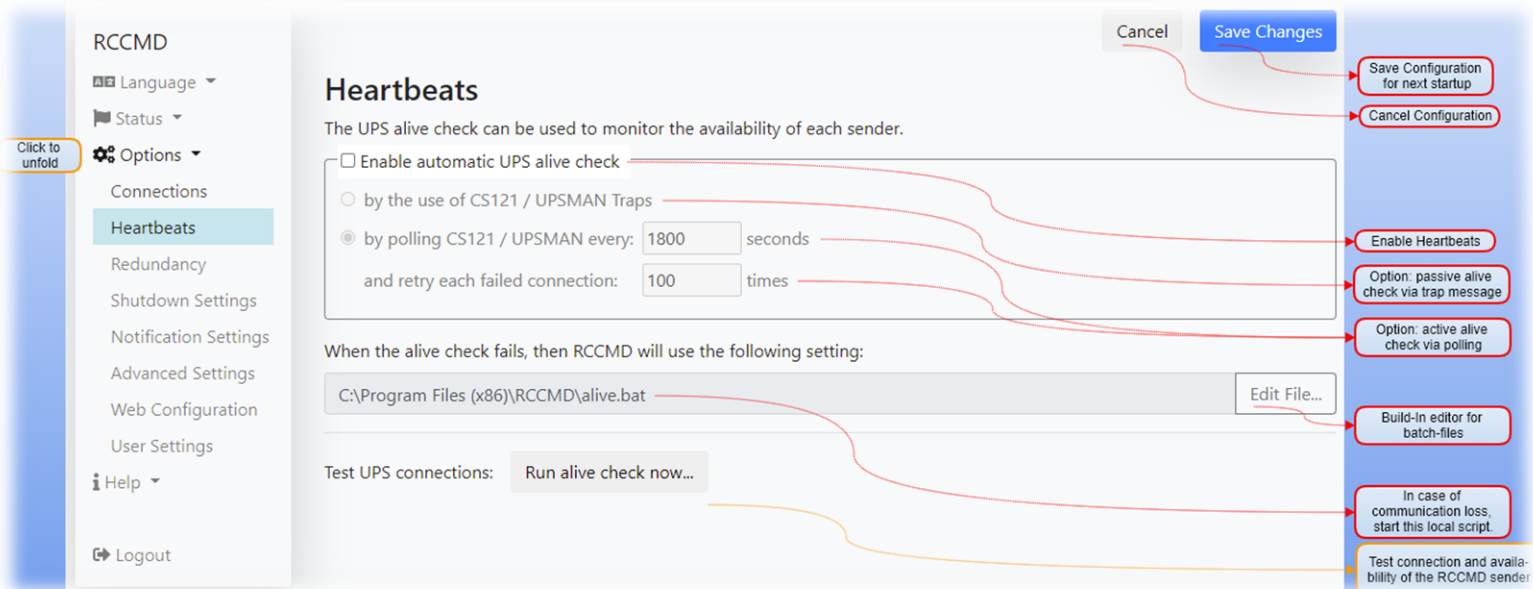 Click to
unfold
RCCMD
Language
Status
Options
Connections
Heartbeats
Redundancy
Shutdown Settings
Notification Settings
Advanced Settings
Web Configuration
User Settings
Help
Logout
Cancel
Save Changes
Heartbeats
The UPS alive check can be used to monitor the availability of each sender.
Enable automatic UPS alive check
by the use of CS121 / UPSMAN Traps
by polling CS121 / UPSMAN every: 1800 seconds
and retry each failed connection: 100 times
When the alive check fails, then RCCMD will use the following setting:
C:\Program Files (x86)\RCCMD\alive.bat
Edit File...
Test UPS connections: Run alive check now...
Save Configuration
for next startup
Cancel Configuration
Enable Heartbeats
Option: passive alive
check via trap message
Option: active alive
check via polling
Build-In editor for
batch-files
In case of
communication loss,
start this local script.
Test connection and availa-
blility of the RCCMD sender